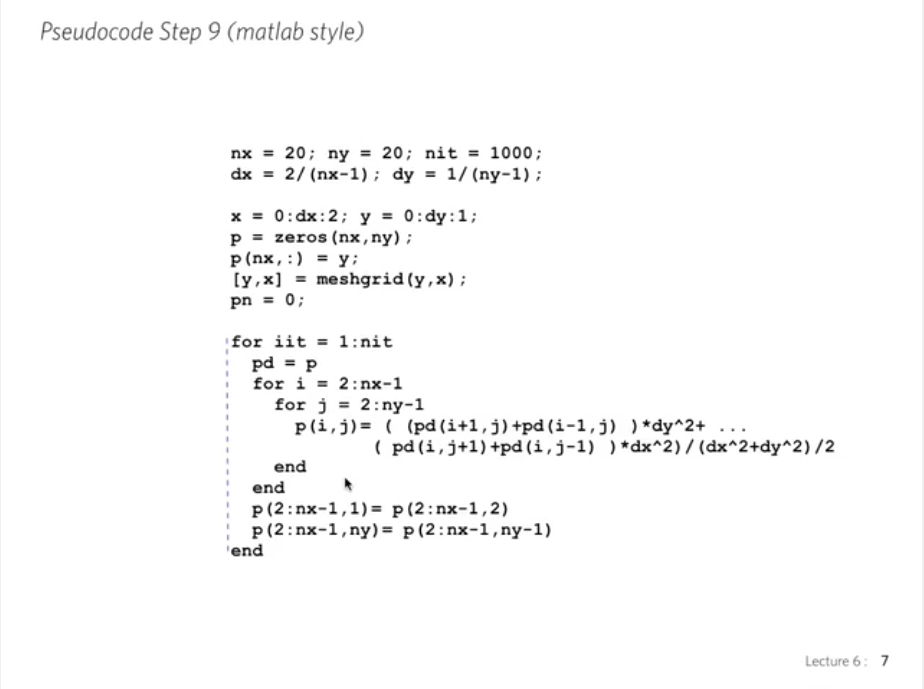 Pseudocode Step 9 (matlab style)
nx = 20; ny = 20; nit = 1000;
dx = 2/(nx-1); dy = 1/(ny-1);
x = 0:dx:2; y = 0:dy:1;
p = zeros(nx,ny);
p(nx,:) = y;
[y,x] = meshgrid(y,x);
pn = 0;
for iit = 1:nit
pd = p
for i = 2:nx-1
for j = 2:ny-1
p(i,j)= ( (pd(i+1,j)+pd(i-1,j) )*dy^2+ ...
( pd(i,j+1)+pd(i,j-1) )*dx^2)/(dx^2+dy^2)/2
end
end
p(2:nx-1,1)= p(2:nx-1,2)
p(2:nx-1,ny)= p(2:nx-1,ny-1)
end
Lecture 6 : 7